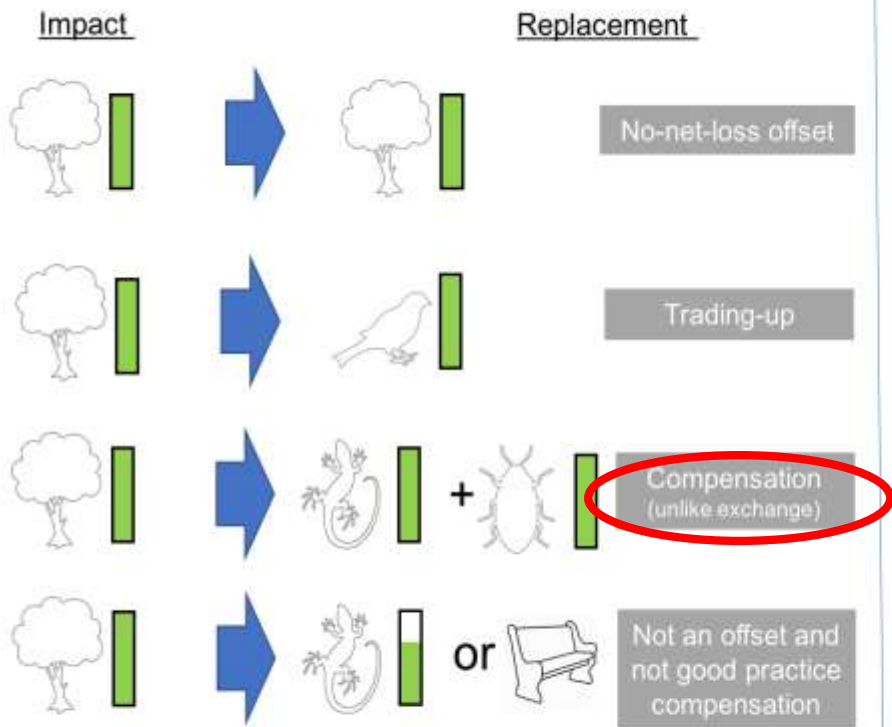 Impact
Replacement
No-net-loss offset
Trading-up
+
Compensation
(unlike exchange)
or
Not an offset and
not good practice
compensation